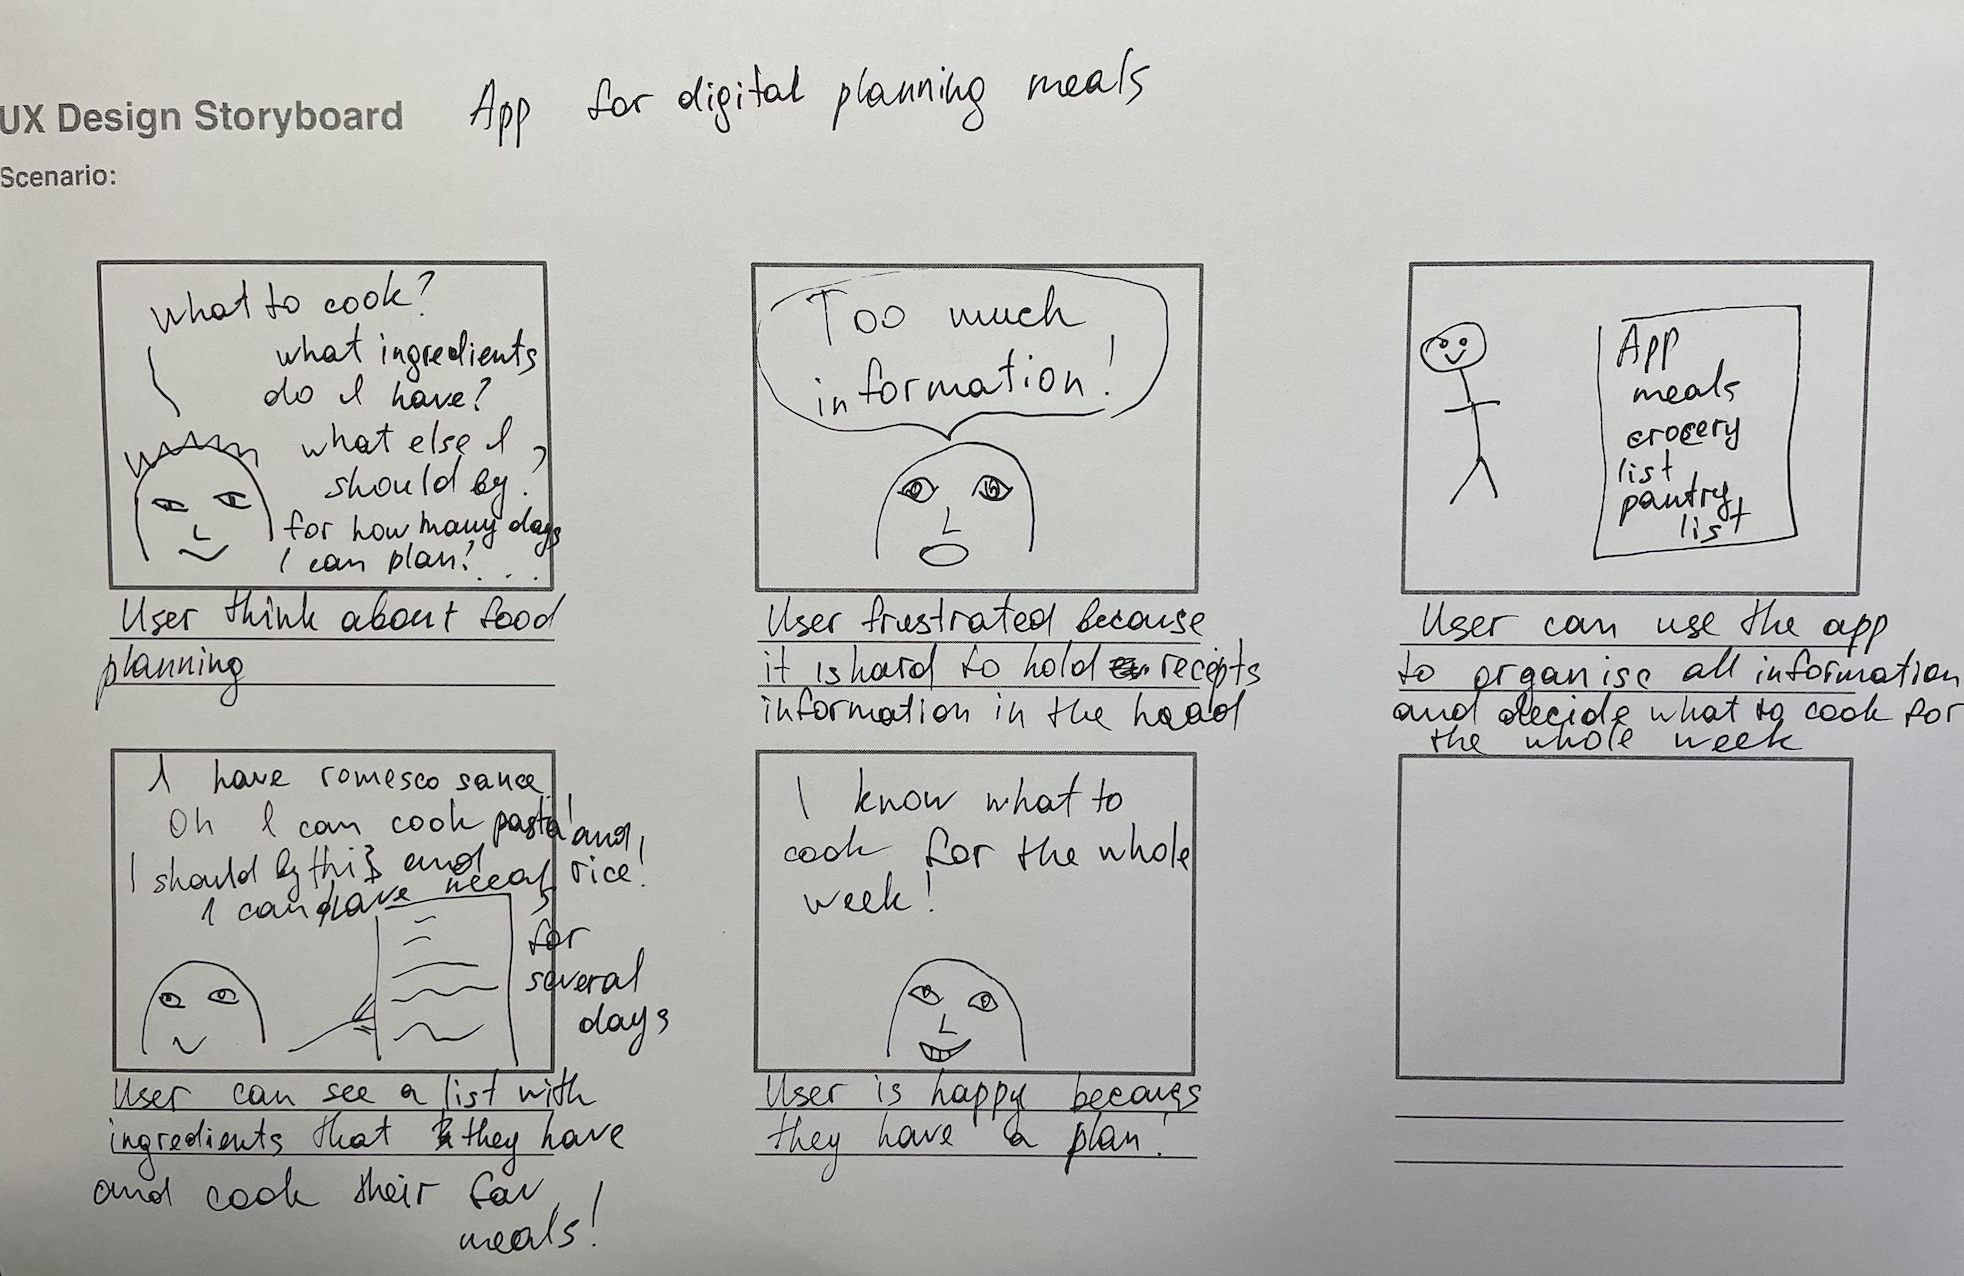 UX Design Storyboard App for digital planning meals
Scenario:
what to cook?
what ingredients
do I have?
what else I
should by?
for how many days
I can plan? ...
User think about food
planning
Too much
information!
User frustrated because
it is hard to hold recepts
information in the head
App
meals
crocery
list
pantry
list
User can use the app
to organise all information
and decide what to cook for
the whole week
I have romesco sauce
Oh I can cook pasta! and
I should by this and rice!
I can have meals
for
several
days
User can see a list with
ingredients that they have
and cook their fav
meals!
I know what to
cook for the whole
week!
User is happy becaues
they have a plan!